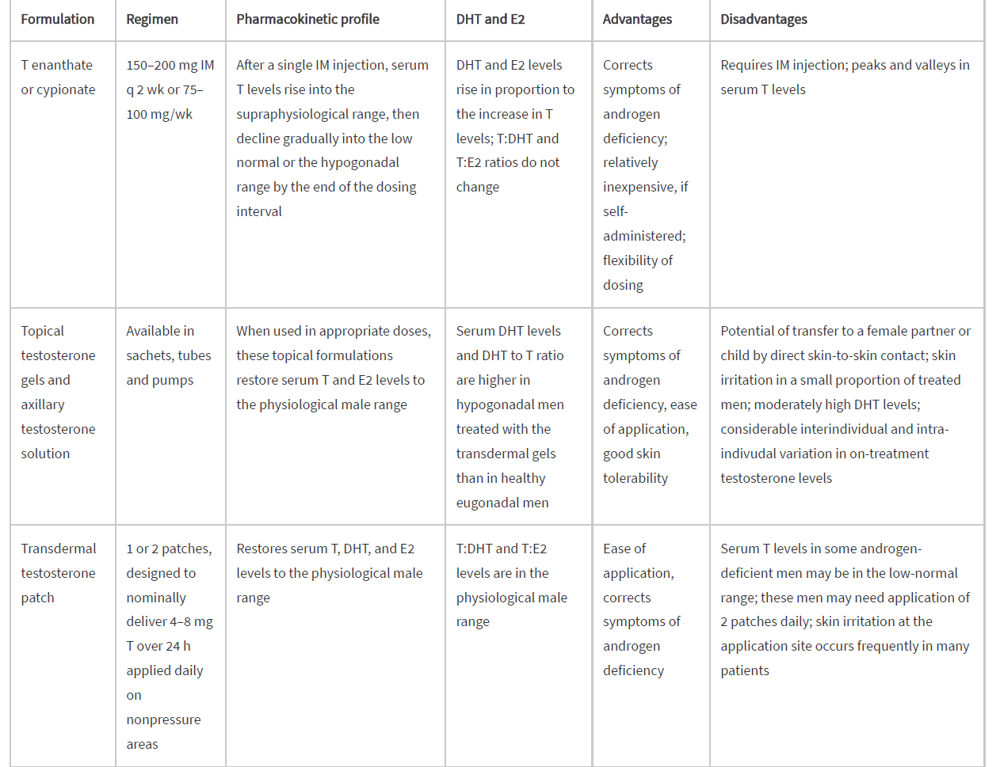 Formulation
Regimen
Pharmacokinetic profile
DHT and E2
Advantages
Disadvantages
T enanthate
or cypionate
150–200 mg IM
q 2 wk or 75–
100 mg/wk
After a single IM injection, serum
T levels rise into the
supraphysiological range, then
decline gradually into the low
normal or the hypogonadal
range by the end of the dosing
interval
DHT and E2 levels
rise in proportion to
the increase in T
levels; T:DHT and
T:E2 ratios do not
change
Corrects
symptoms of
androgen
deficiency;
relatively
inexpensive, if
self-
administered;
flexibility of
dosing
Requires IM injection; peaks and valleys in
serum T levels
Topical
testosterone
gels and
axillary
testosterone
solution
Available in
sachets, tubes
and pumps
When used in appropriate doses,
these topical formulations
restore serum T and E2 levels to
the physiological male range
Serum DHT levels
and DHT to T ratio
are higher in
hypogonadal men
treated with the
transdermal gels
than in healthy
eugonadal men
Corrects
symptoms of
androgen
deficiency, ease
of application,
good skin
tolerability
Potential of transfer to a female partner or
child by direct skin-to-skin contact; skin
irritation in a small proportion of treated
men; moderately high DHT levels;
considerable interindividual and intra-
indivudal variation in on-treatment
testosterone levels
Transdermal
testosterone
patch
1 or 2 patches,
designed to
nominally
deliver 4–8 mg
T over 24 h
applied daily
on
nonpressure
areas
Restores serum T, DHT, and E2
levels to the physiological male
range
T:DHT and T:E2
levels are in the
physiological male
range
Ease of
application,
corrects
symptoms of
androgen
deficiency
Serum T levels in some androgen-
deficient men may be in the low-normal
range; these men may need application of
2 patches daily; skin irritation at the
application site occurs frequently in many
patients